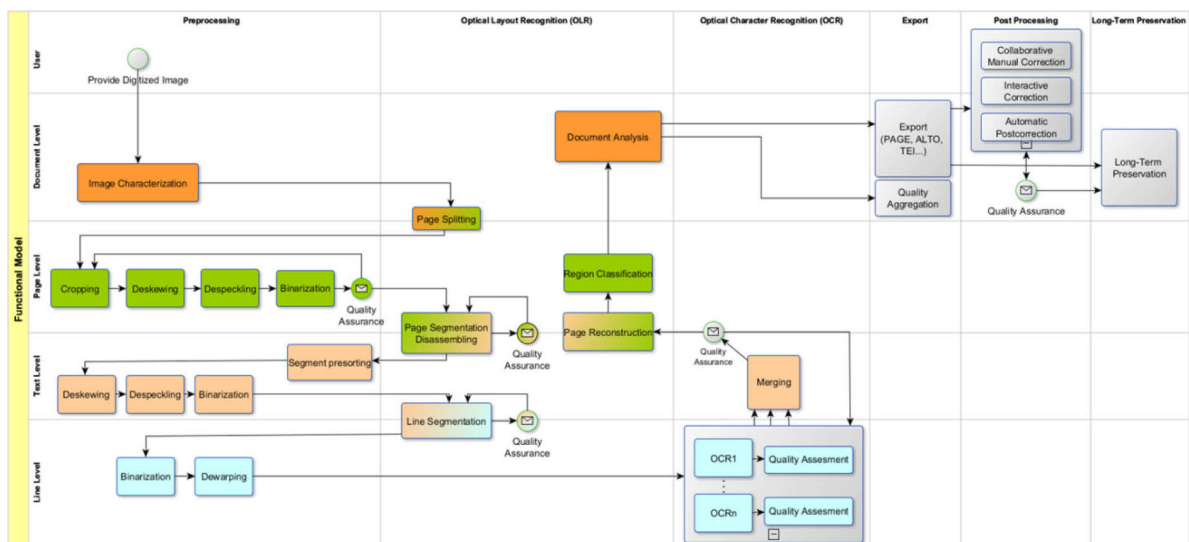 Preprocessing
Optical Layout Recognition (OLR)
Optical Character Recognition (OCR)
Export
Post Processing
Long-Term Preservation
Functional Model
User
Provide Digitized Image
Collaborative
Manual Correction
Interactive
Correction
Automatic
Postcorrection
Document Level
Image Characterization
Page Splitting
Document Analysis
Export
(PAGE, ALTO,
TEI...)
Quality
Aggregation
Quality Assurance
Long-Term
Preservation
Page Level
Cropping
Deskewing
Despeckling
Binarization
Quality
Assurance
Page Segmentation
Disassembling
Quality
Assurance
Region Classification
Page Reconstruction
Quality
Assurance
Text Level
Segment presorting
Deskewing
Despeckling
Binarization
Line Segmentation
Quality
Assurance
Merging
Line Level
Binarization
Dewarping
OCR1
Quality Assesment
OCRn
Quality Assesment